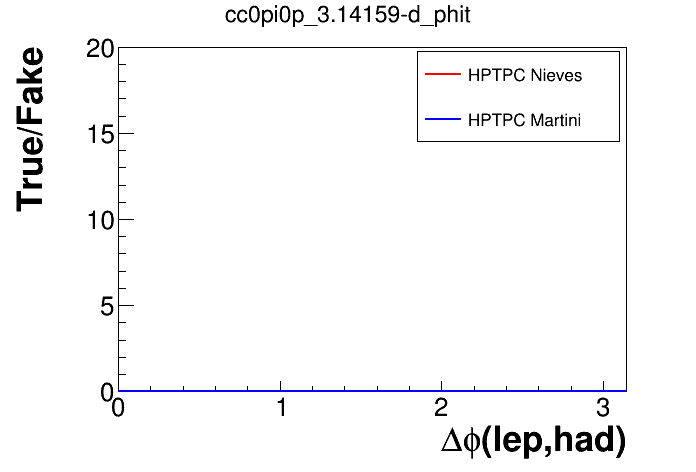 cc0pi0p_3.14159-d_phit
True/Fake
20
15
10
5
0
HPTPC Nieves
HPTPC Martini
0 1 2 3
Δϕ(lep,had)